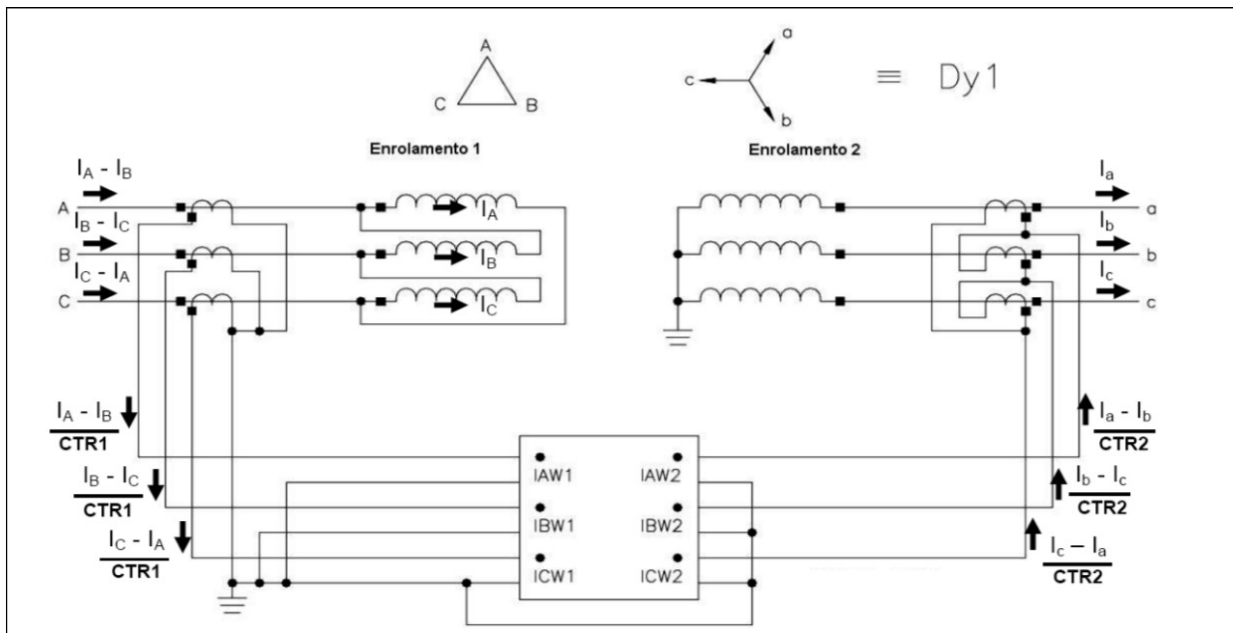 A
C
B
a
c
b
≡ Dy1
Enrolamento 1
Enrolamento 2
I_A - I_B
A
I_B - I_C
B
I_C - I_A
C
I_A
I_B
I_C
I_a
a
I_b
b
I_c
c
I_A - I_B
CTR1
I_B - I_C
CTR1
I_C - I_A
CTR1
IAW1
IBW1
ICW1
IAW2
IBW2
ICW2
I_a - I_b
CTR2
I_b - I_c
CTR2
I_c – I_a
CTR2